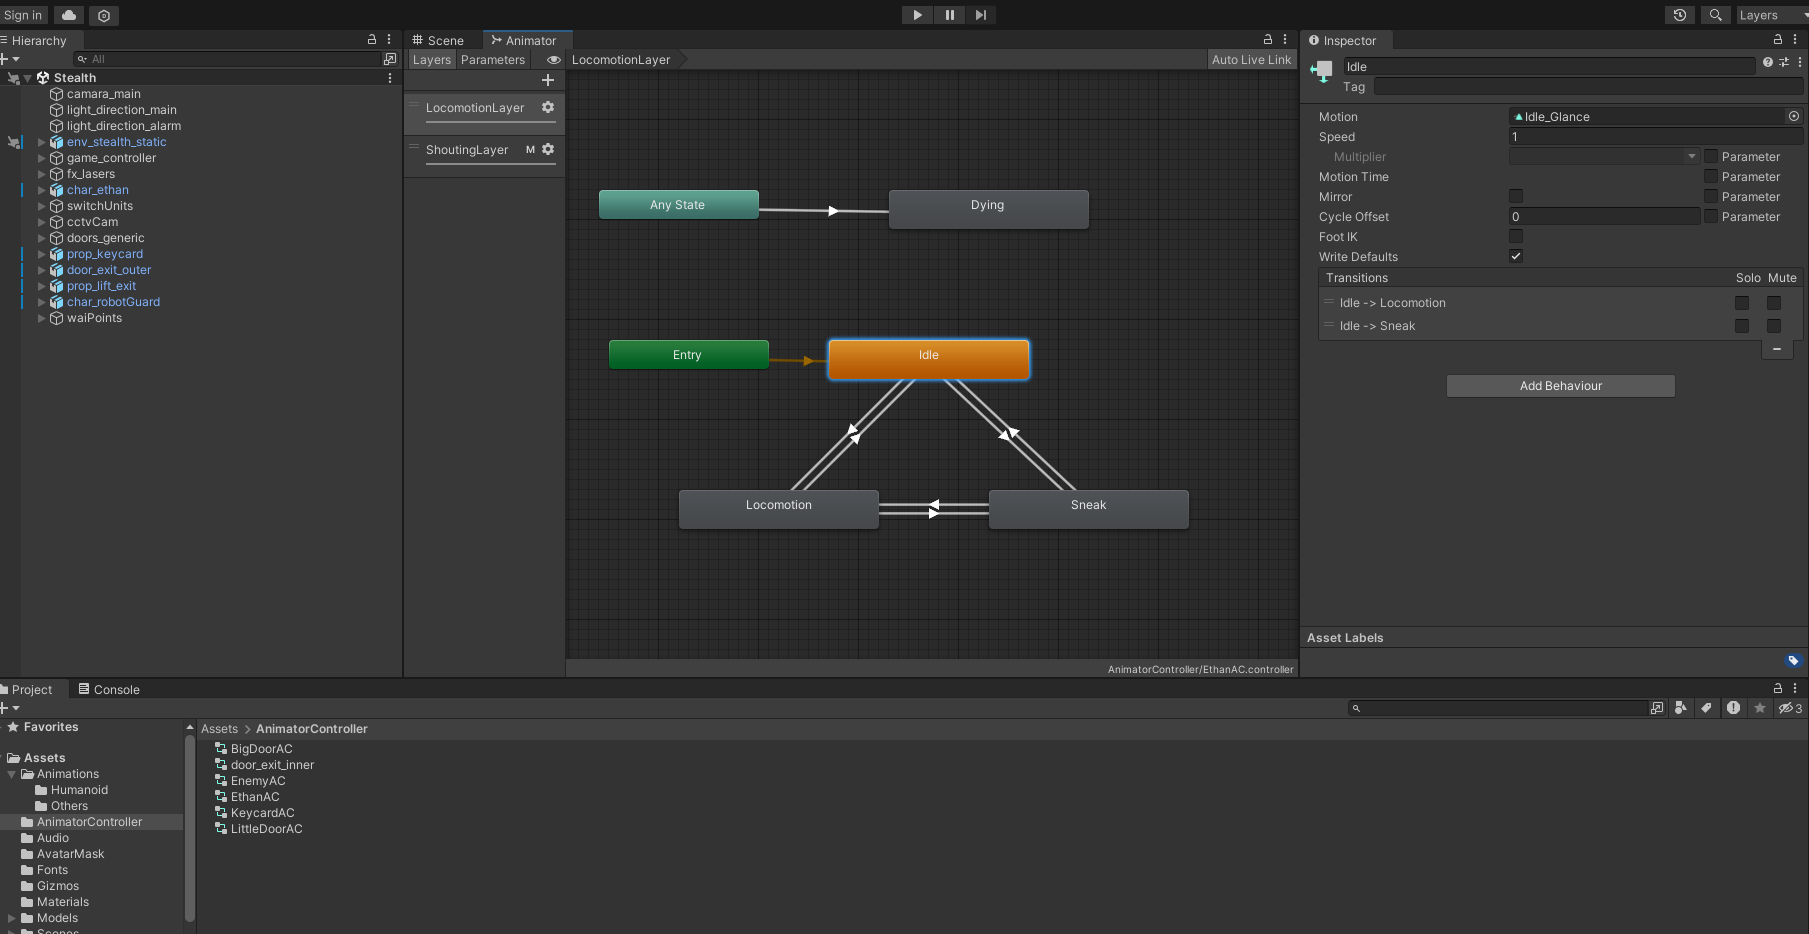 Sign in
Layers
Hierarchy
All
Stealth
camara_main
light_direction_main
light_direction_alarm
env_stealth_static
game_controller
fx_lasers
char_ethan
switchUnits
cctvCam
doors_generic
prop_keycard
door_exit_outer
prop_lift_exit
char_robotGuard
waiPoints
Scene
Animator
Layers
Parameters
LocomotionLayer
Auto Live Link
LocomotionLayer
ShoutingLayer M
Any State
Dying
Entry
Idle
Locomotion
Sneak
AnimatorController/EthanAC.controller
Inspector
Idle
Tag
Motion
Idle_Glance
Speed
1
Multiplier
Parameter
Motion Time
Parameter
Mirror
Parameter
Cycle Offset
0
Parameter
Foot IK
Write Defaults
Transitions
Solo Mute
Idle -> Locomotion
Idle -> Sneak
Add Behaviour
Asset Labels
Project
Console
3
Favorites
Assets
Animations
Humanoid
Others
AnimatorController
Audio
AvatarMask
Fonts
Gizmos
Materials
Models
Scenes
Assets > AnimatorController
BigDoorAC
door_exit_inner
EnemyAC
EthanAC
KeycardAC
LittleDoorAC